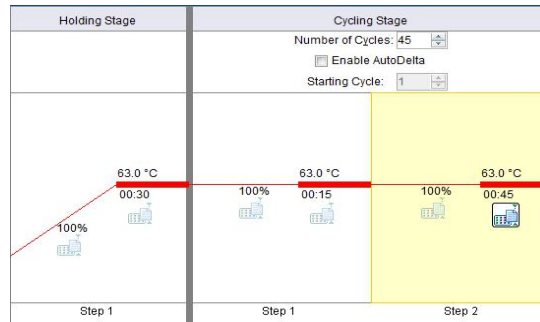 Holding Stage
Cycling Stage
Number of Cycles: 45
Enable AutoDelta
Starting Cycle: 1
63.0 °C
63.0 °C
63.0 °C
100%
00:30
100%
00:15
100%
00:45
Step 1
Step 1
Step 2